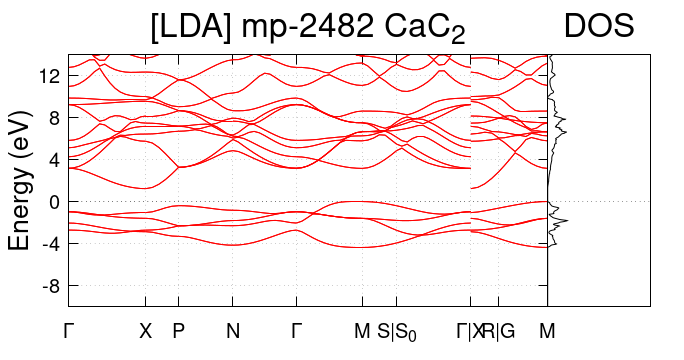 [LDA] mp-2482 CaC₂ DOS
Energy (eV)
12
8
4
0
-4
-8
Γ X P N Γ M S|S₀ Γ|X R|G M